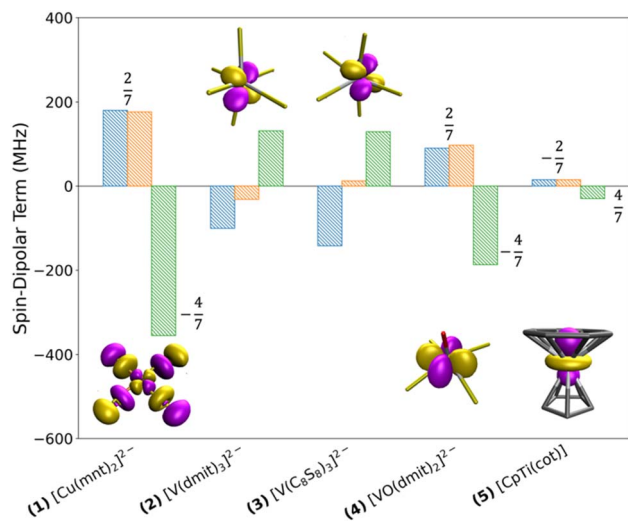 400
200
0
−200
−400
−600
Spin-Dipolar Term (MHz)
2/7
−4/7
2/7
−4/7
−2/7
4/7
(1) [Cu(mnt)₂]²⁻
(2) [V(dmit)₃]²⁻
(3) [V(C₈S₈)₃]²⁻
(4) [VO(dmit)₂]²⁻
(5) [CpTi(cot)]